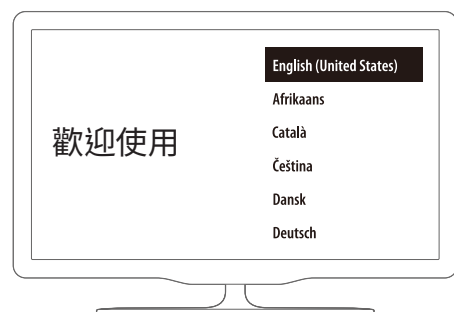 歡迎使用
English (United States)
Afrikaans
Català
Čeština
Dansk
Deutsch